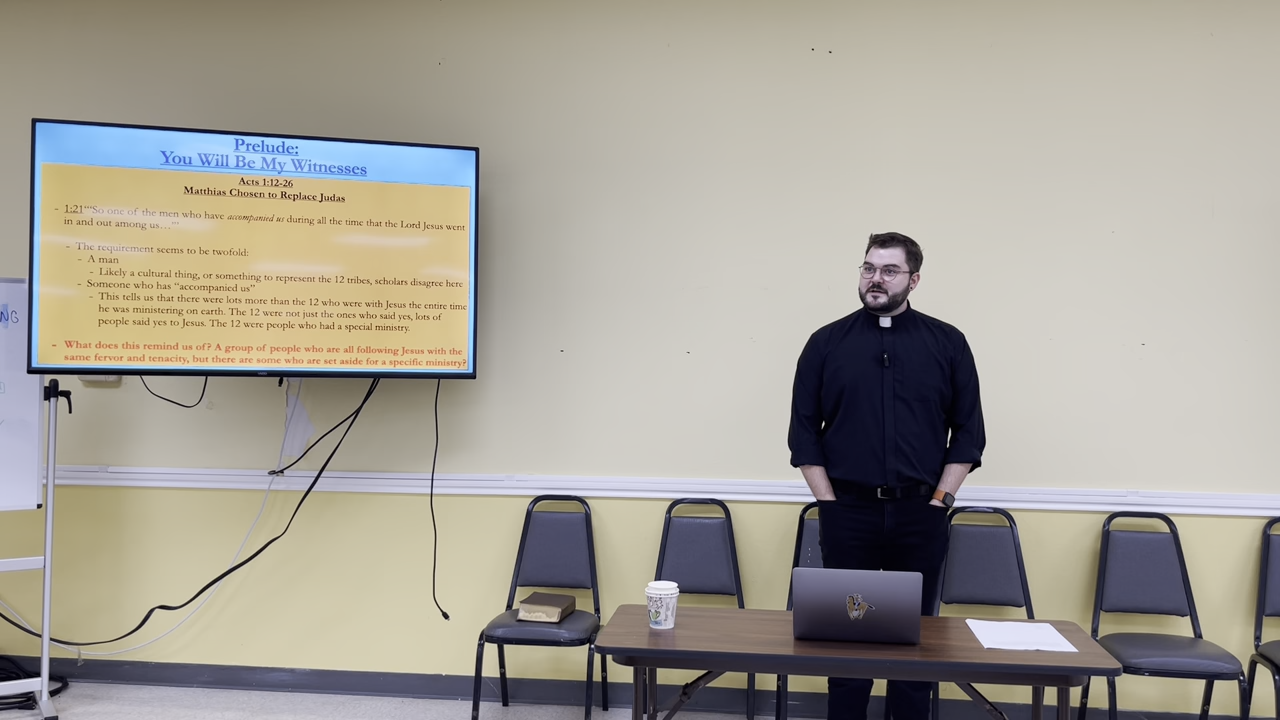 Prelude:
You Will Be My Witnesses
Acts 1:12-26
Matthias Chosen to Replace Judas
- 1:21 “‘So one of the men who have accompanied us during all the time that the Lord Jesus went
in and out among us…’”
- The requirement seems to be twofold:
- A man
- Likely a cultural thing, or something to represent the 12 tribes, scholars disagree here
- Someone who has “accompanied us”
- This tells us that there were lots more than the 12 who were with Jesus the entire time
he was ministering on earth. The 12 were not just the ones who said yes, lots of
people said yes to Jesus. The 12 were people who had a special ministry.
- What does this remind us of? A group of people who are all following Jesus with the
same fervor and tenacity, but there are some who are set aside for a specific ministry?
NG